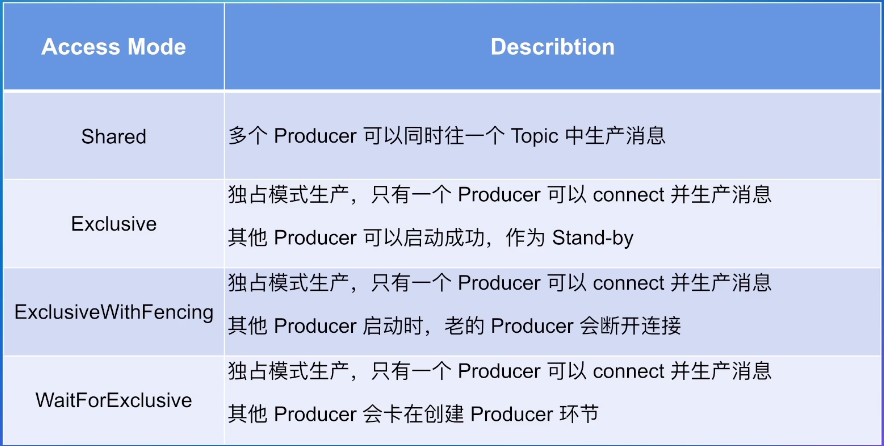 Access Mode
Describtion
Shared
多个 Producer 可以同时往一个 Topic 中生产消息
Exclusive
独占模式生产，只有一个 Producer 可以 connect 并生产消息
其他 Producer 可以启动成功，作为 Stand-by
ExclusiveWithFencing
独占模式生产，只有一个 Producer 可以 connect 并生产消息
其他 Producer 启动时，老的 Producer 会断开连接
WaitForExclusive
独占模式生产，只有一个 Producer 可以 connect 并生产消息
其他 Producer 会卡在创建 Producer 环节